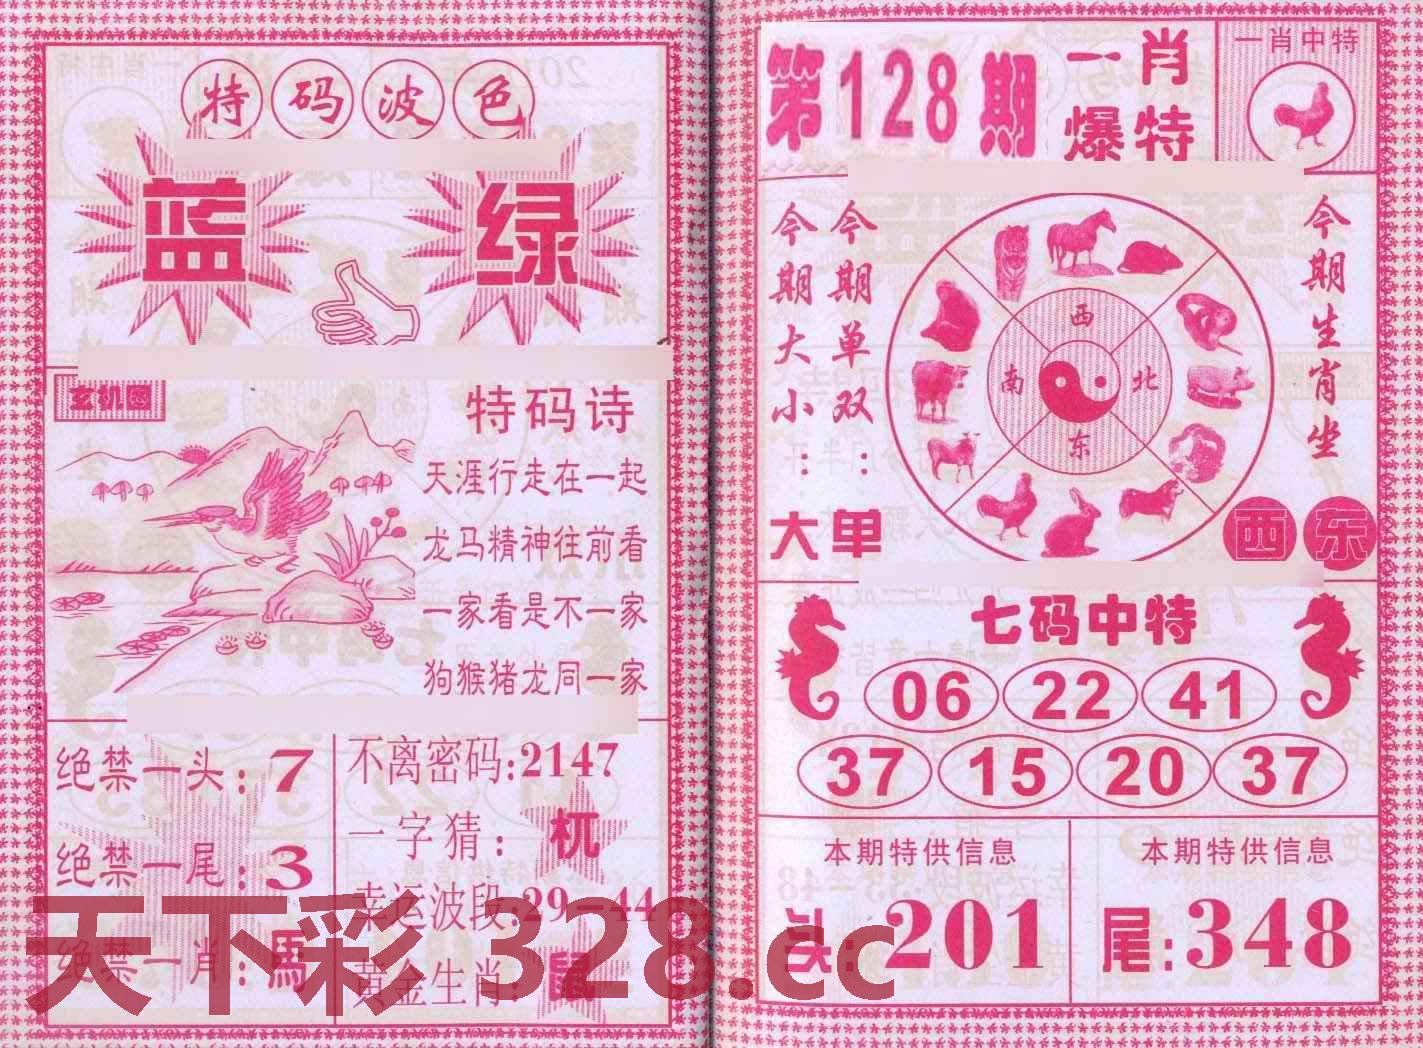 特码波色
蓝 绿
玄机图
特码诗
天涯行走在一起
龙马精神往前看
一家看是不一家
狗猴猪龙同一家
绝禁一头:7
绝禁一尾:3
绝禁一肖:馬
不离密码:2147
一字猜:杌
幸运波段:29-44
黄金生肖:鼠
天下彩 328.cc
第128期
一肖
爆特
一肖中特
今期大小:大
今期单双:单
西
南
北
东
今期生肖坐
西东
七码中特
06 22 41
37 15 20 37
本期特供信息
头:201
本期特供信息
尾:348